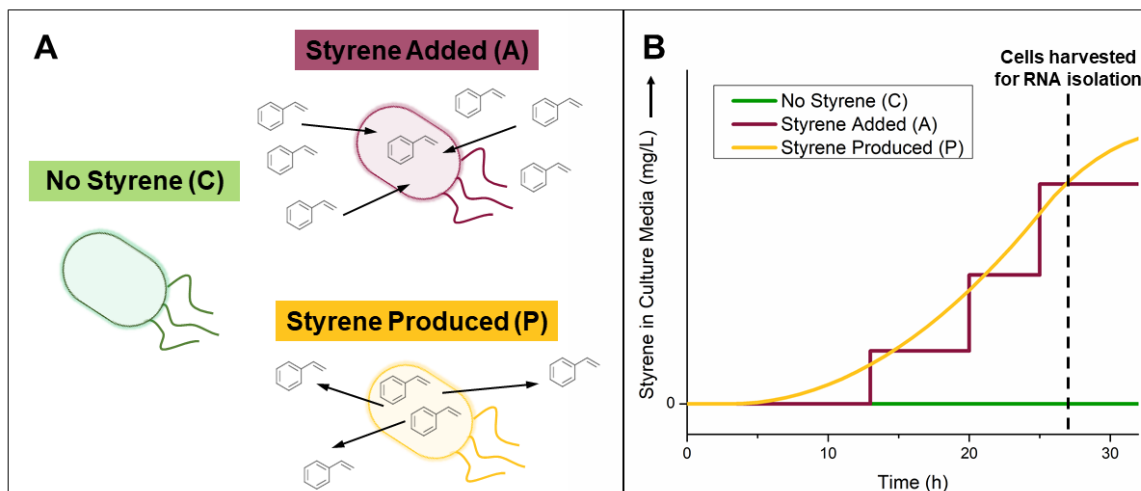 A
Styrene Added (A)
No Styrene (C)
Styrene Produced (P)
B
Cells harvested
for RNA isolation
No Styrene (C)
Styrene Added (A)
Styrene Produced (P)
Styrene in Culture Media (mg/L)
0
0
10
20
30
Time (h)